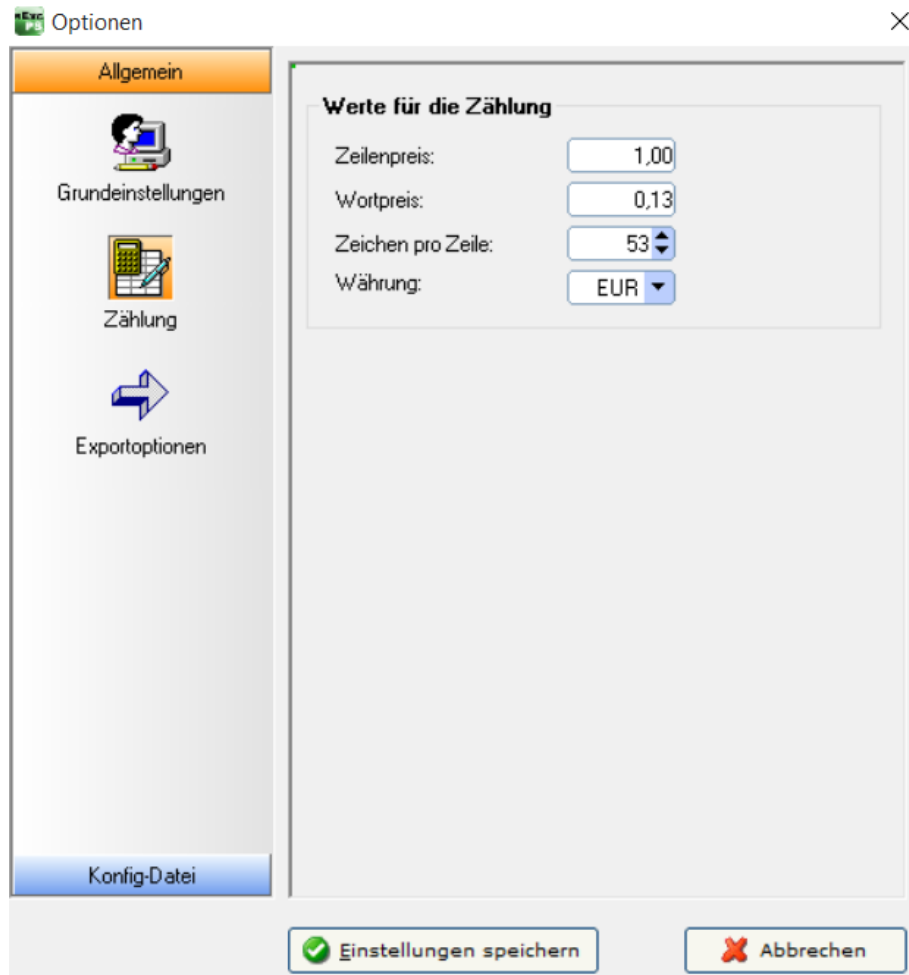 Optionen
Allgemein
Grundeinstellungen
Zählung
Exportoptionen
Konfig-Datei
Werte für die Zählung
Zeilenpreis: 1,00
Wortpreis: 0,13
Zeichen pro Zeile: 53
Währung: EUR
Einstellungen speichern
Abbrechen